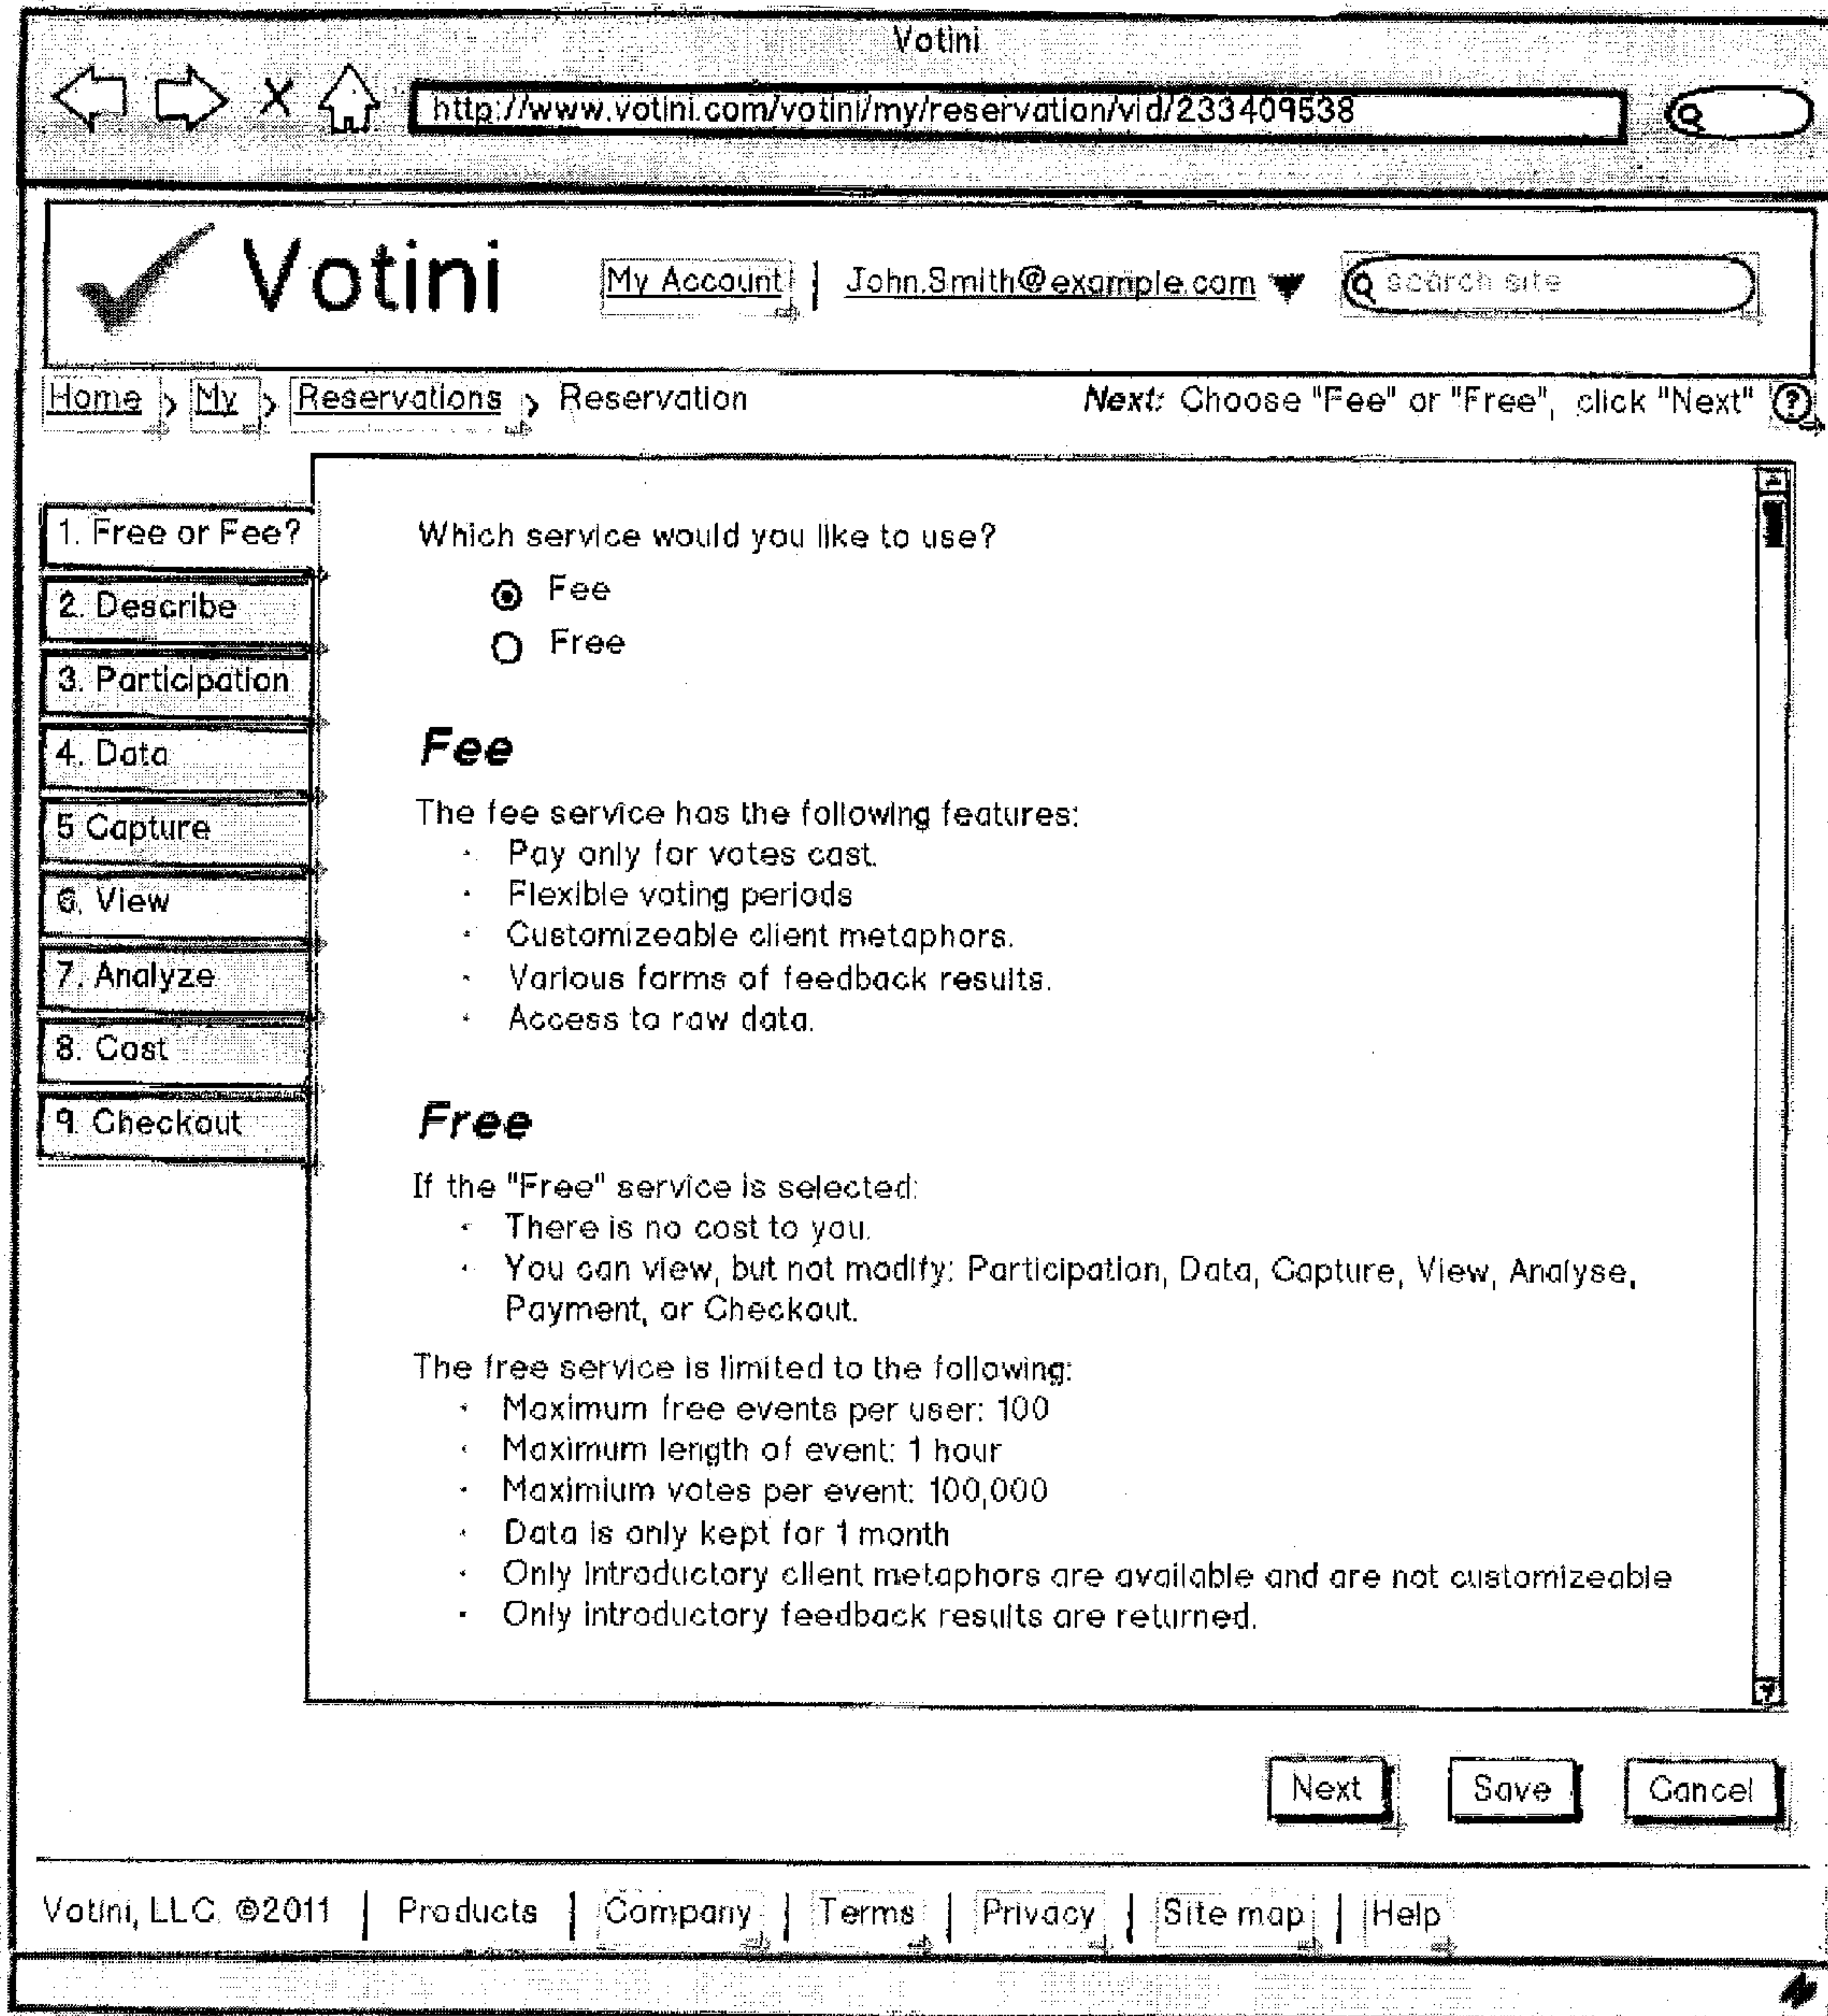 Votini
http://www.votini.com/votini/my/reservation/vid/233409538
Votini
My Account | John.Smith@example.com
search site
Home > My > Reservations > Reservation
Next: Choose "Fee" or "Free", click "Next" ?
1. Free or Fee?
2. Describe
3. Participation
4. Data
5 Capture
6. View
7. Analyze
8. Cost
9. Checkout
Which service would you like to use?
Fee
Free
Fee
The fee service has the following features:
· Pay only for votes cast.
· Flexible voting periods
· Customizeable client metaphors.
· Various forms of feedback results.
· Access to raw data.
Free
If the "Free" service is selected:
· There is no cost to you.
· You can view, but not modify: Participation, Data, Capture, View, Analyse,
Payment, or Checkout.
The free service is limited to the following:
· Maximum free events per user: 100
· Maximum length of event: 1 hour
· Maximium votes per event: 100,000
· Data is only kept for 1 month
· Only introductory client metaphors are available and are not customizeable
· Only introductory feedback results are returned.
Next
Save
Cancel
Votini, LLC. ©2011 | Products | Company | Terms | Privacy | Site map | Help